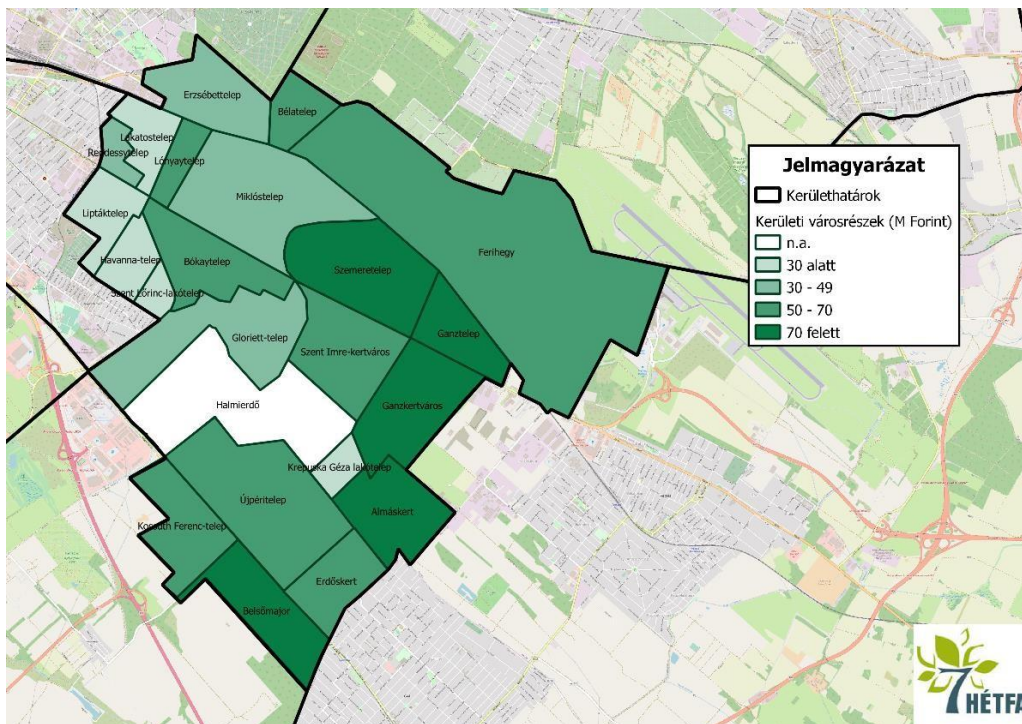 Erzsébettelep
Bélatelep
Lakatostelep
Rendessytelep
Lónyaytelep
Miklóstelep
Liptáktelep
Havanna-telep
Bókaytelep
Szemeretelep
Ferihegy
Szent Lőrinc-lakótelep
Gloriett-telep
Szent Imre-kertváros
Ganztelep
Halmierdő
Ganzkertváros
Krepuska Géza lakótelep
Újpéritelep
Almáskert
Kossuth Ferenc-telep
Erdőskert
Belsőmajor
Jelmagyarázat
Kerülethatárok
Kerületi városrészek (M Forint)
n.a.
30 alatt
30 - 49
50 - 70
70 felett
7 HÉTFA